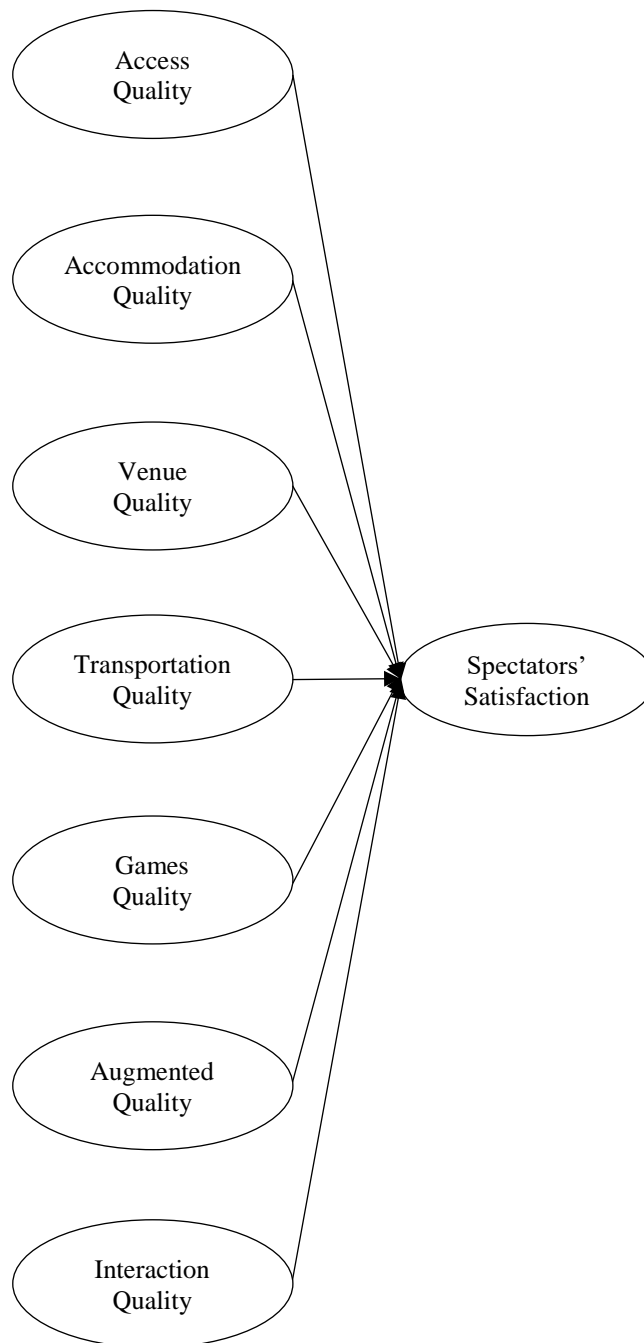 Access
Quality
Accommodation
Quality
Venue
Quality
Transportation
Quality
Spectators’
Satisfaction
Games
Quality
Augmented
Quality
Interaction
Quality